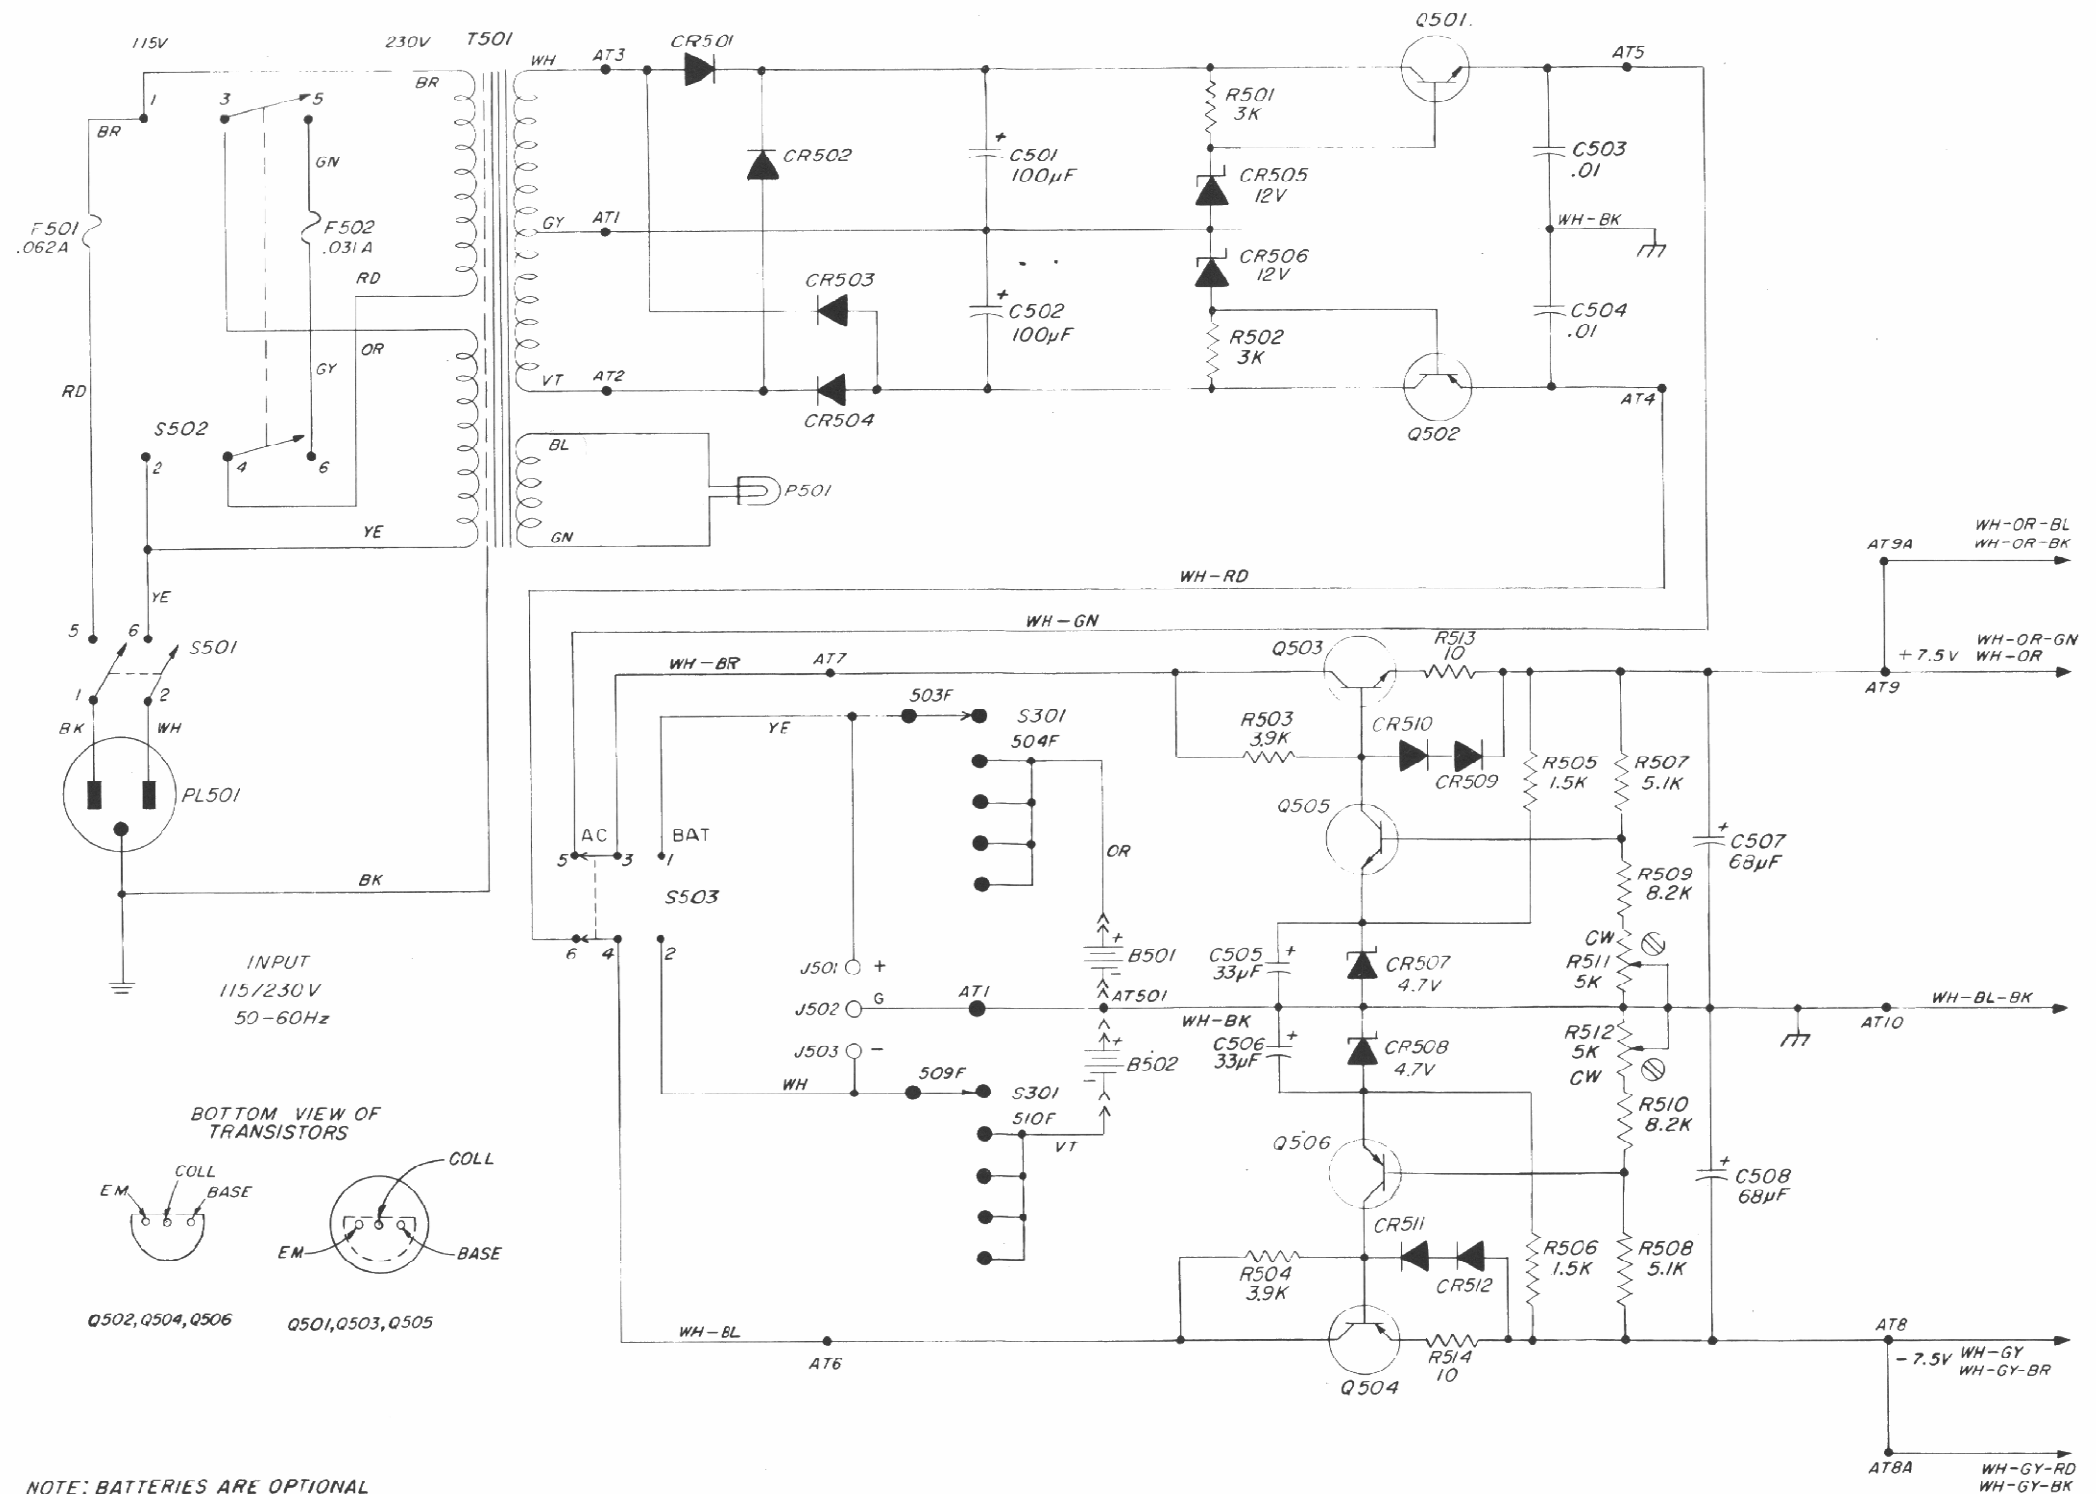 115V
230V
T501
BR
1
3
5
BR
GN
F501
.062A
F502
.031A
RD
OR
GY
RD
S502
2
4
6
YE
YE
5
6
S501
1
2
BK
WH
PL501
BK
INPUT
115/230V
50-60Hz
WH
AT3
CR501
CR502
C501
100µF
GY
AT1
CR503
C502
100µF
VT
AT2
CR504
BL
P501
GN
Q501.
AT5
R501
3K
CR505
12V
C503
.01
WH-BK
CR506
12V
C504
.01
R502
3K
AT4
Q502
WH-RD
WH-GN
WH-BR
AT7
503F
YE
S301
504F
AC
BAT
5
3
1
S503
6
4
2
OR
J501
+
J502
G
J503
-
AT1
AT501
B501
+
-
B502
+
-
WH
509F
S301
510F
VT
WH-BL
AT6
Q503
R513
10
R503
3.9K
CR510
CR509
Q505
R505
1.5K
R507
5.1K
C507
68µF
+
R509
8.2K
CW
R511
5K
C505
33µF
+
CR507
4.7V
WH-BK
C506
33µF
+
CR508
4.7V
R512
5K
CW
R510
8.2K
Q506
C508
68µF
+
CR511
CR512
R504
3.9K
R506
1.5K
R508
5.1K
R514
10
Q504
AT9A
WH-OR-BL
WH-OR-BK
+7.5V
WH-OR-GN
WH-OR
AT9
WH-BL-BK
AT10
AT8
-7.5V
WH-GY
WH-GY-BR
AT8A
WH-GY-RD
WH-GY-BK
BOTTOM VIEW OF
TRANSISTORS
COLL
EM
BASE
COLL
EM
BASE
Q502,Q504,Q506
Q501,Q503,Q505
NOTE: BATTERIES ARE OPTIONAL